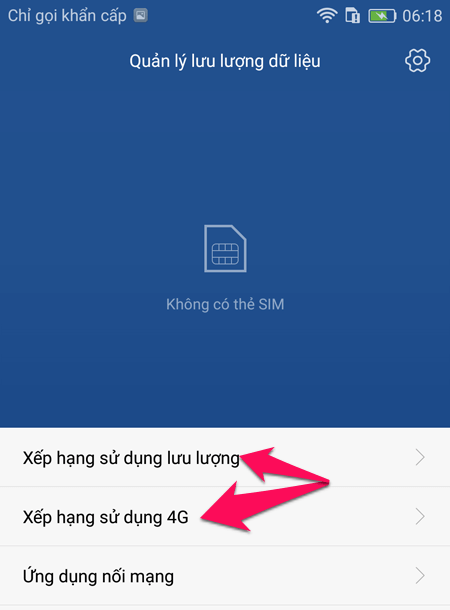 Chỉ gọi khẩn cấp 06:18
Quản lý lưu lượng dữ liệu
Không có thẻ SIM
Xếp hạng sử dụng lưu lượng
Xếp hạng sử dụng 4G
Ứng dụng nối mạng